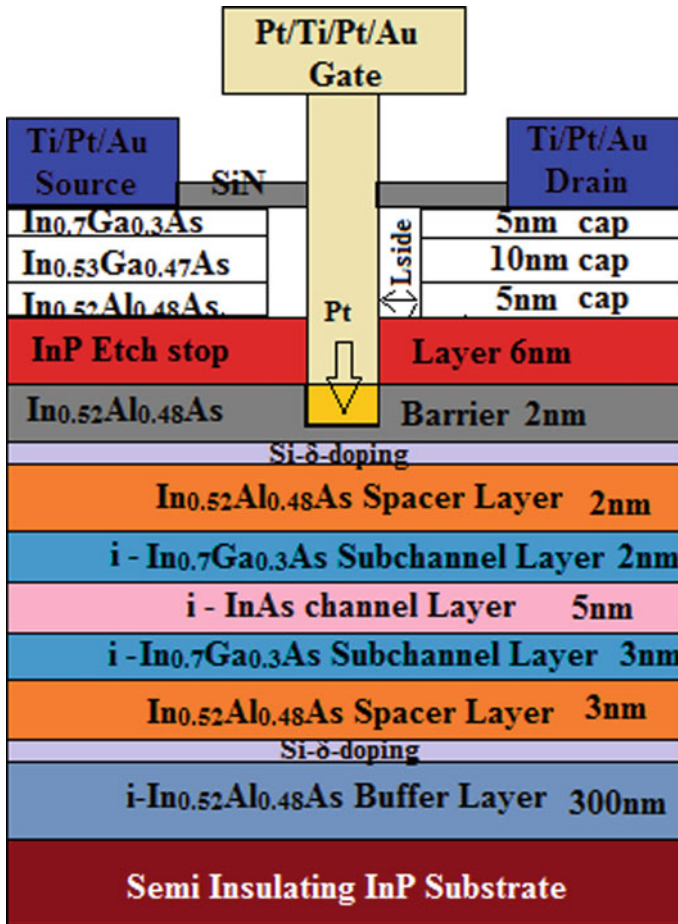 Pt/Ti/Pt/Au
Gate
Ti/Pt/Au
Source
SiN
Ti/Pt/Au
Drain
In0.7Ga0.3As
5nm cap
In0.53Ga0.47As
10nm cap
In0.52Al0.48As.
5nm cap
Lside
Pt
InP Etch stop
Layer 6nm
In0.52Al0.48As
Barrier 2nm
Si-δ-doping
In0.52Al0.48As Spacer Layer 2nm
i - In0.7Ga0.3As Subchannel Layer 2nm
i - InAs channel Layer 5nm
i -In0.7Ga0.3As Subchannel Layer 3nm
In0.52Al0.48As Spacer Layer 3nm
Si-δ-doping
i-In0.52Al0.48As Buffer Layer 300nm
Semi Insulating InP Substrate